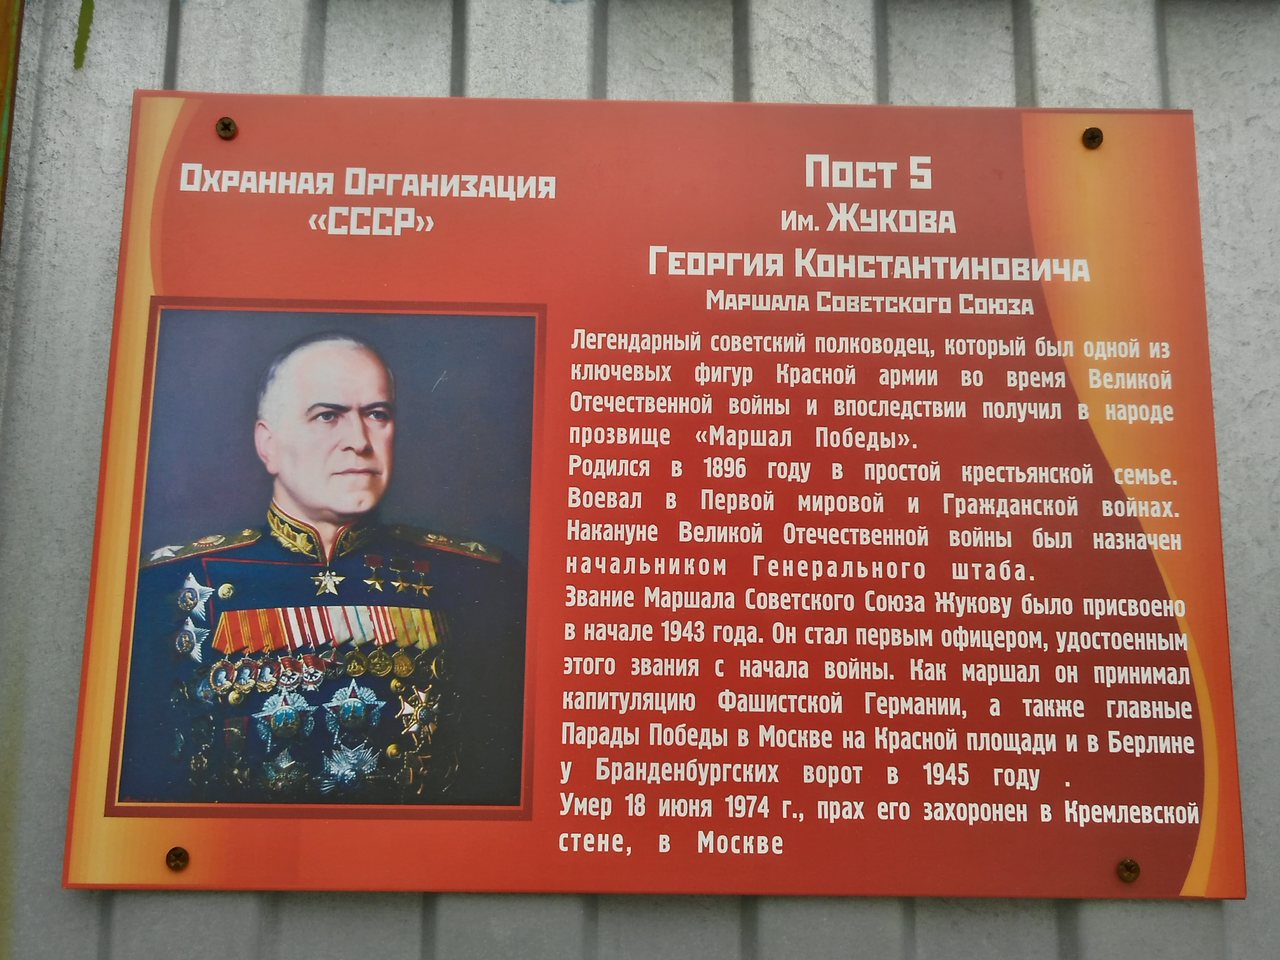 Охранная Организация
«СССР»
Пост 5
Им. Жукова
Георгия Константиновича
Маршала Советского Союза
Легендарный советский полководец, который был одной из
ключевых фигур Красной армии во время Великой
Отечественной войны и впоследствии получил в народе
прозвище «Маршал Победы».
Родился в 1896 году в простой крестьянской семье.
Воевал в Первой мировой и Гражданской войнах.
Накануне Великой Отечественной войны был назначен
начальником Генерального штаба.
Звание Маршала Советского Союза Жукову было присвоено
в начале 1943 года. Он стал первым офицером, удостоенным
этого звания с начала войны. Как маршал он принимал
капитуляцию Фашистской Германии, а также главные
Парады Победы в Москве на Красной площади и в Берлине
у Бранденбургских ворот в 1945 году .
Умер 18 июня 1974 г., прах его захоронен в Кремлевской
стене, в Москве